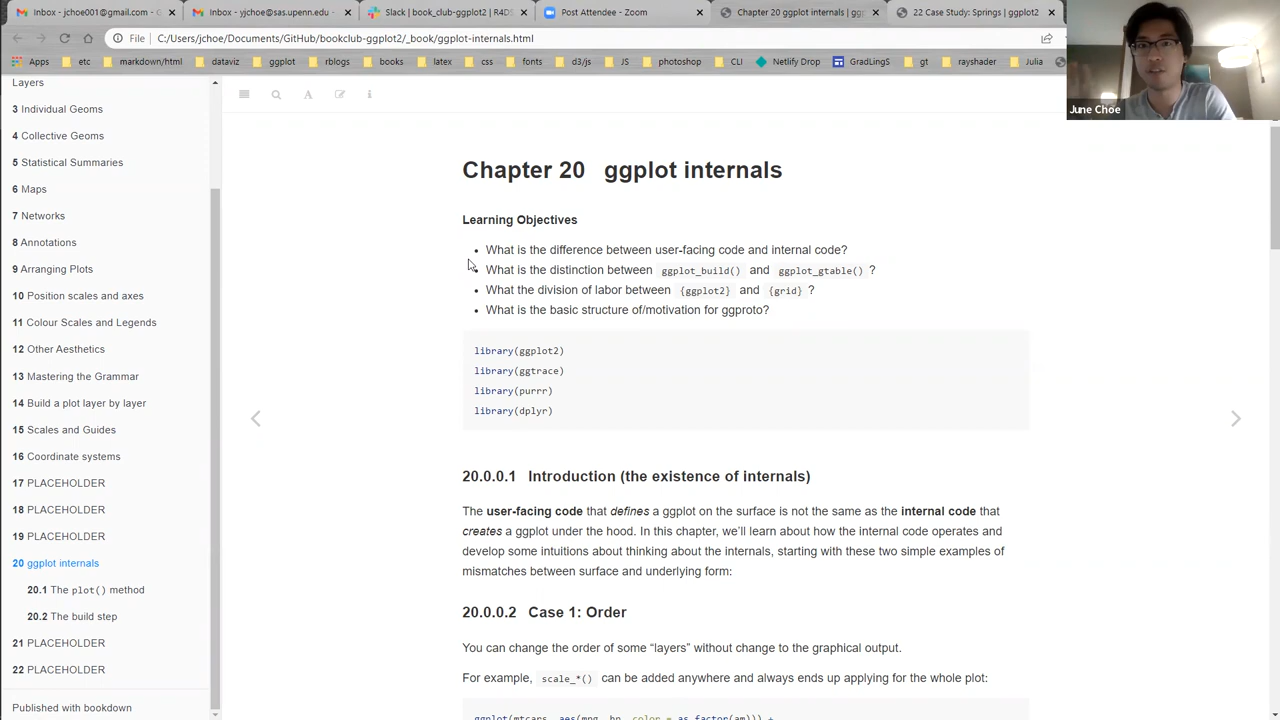 Inbox - jchoe001@gmail.com - G
Inbox - yjchoe@sas.upenn.edu -
Slack | book_club-ggplot2 | R4DS
Post Attendee - Zoom
Chapter 20 ggplot internals | ggp
22 Case Study: Springs | ggplot2
File C:/Users/jchoe/Documents/GitHub/bookclub-ggplot2/_book/ggplot-internals.html
Apps etc markdown/html dataviz ggplot rblogs books latex css fonts d3/js JS photoshop CLI Netlify Drop GradLingS gt rayshader Julia
June Choe
Layers
3 Individual Geoms
4 Collective Geoms
5 Statistical Summaries
6 Maps
7 Networks
8 Annotations
9 Arranging Plots
10 Position scales and axes
11 Colour Scales and Legends
12 Other Aesthetics
13 Mastering the Grammar
14 Build a plot layer by layer
15 Scales and Guides
16 Coordinate systems
17 PLACEHOLDER
18 PLACEHOLDER
19 PLACEHOLDER
20 ggplot internals
20.1 The plot() method
20.2 The build step
21 PLACEHOLDER
22 PLACEHOLDER
Published with bookdown
Chapter 20 ggplot internals
Learning Objectives
• What is the difference between user-facing code and internal code?
• What is the distinction between ggplot_build() and ggplot_gtable() ?
• What the division of labor between {ggplot2} and {grid} ?
• What is the basic structure of/motivation for ggproto?
library(ggplot2)
library(ggtrace)
library(purrr)
library(dplyr)
20.0.0.1 Introduction (the existence of internals)
The user-facing code that defines a ggplot on the surface is not the same as the internal code that
creates a ggplot under the hood. In this chapter, we'll learn about how the internal code operates and
develop some intuitions about thinking about the internals, starting with these two simple examples of
mismatches between surface and underlying form:
20.0.0.2 Case 1: Order
You can change the order of some “layers” without change to the graphical output.
For example, scale_*() can be added anywhere and always ends up applying for the whole plot:
ggplot(mtcars, aes(mpg, hp, color = as.factor(am))) +